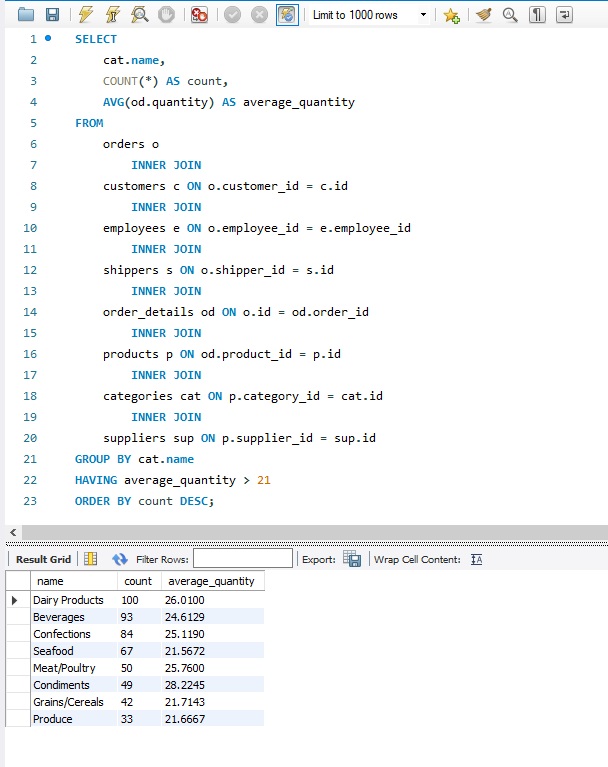 Limit to 1000 rows
1 SELECT
2 cat.name,
3 COUNT(*) AS count,
4 AVG(od.quantity) AS average_quantity
5 FROM
6 orders o
7 INNER JOIN
8 customers c ON o.customer_id = c.id
9 INNER JOIN
10 employees e ON o.employee_id = e.employee_id
11 INNER JOIN
12 shippers s ON o.shipper_id = s.id
13 INNER JOIN
14 order_details od ON o.id = od.order_id
15 INNER JOIN
16 products p ON od.product_id = p.id
17 INNER JOIN
18 categories cat ON p.category_id = cat.id
19 INNER JOIN
20 suppliers sup ON p.supplier_id = sup.id
21 GROUP BY cat.name
22 HAVING average_quantity > 21
23 ORDER BY count DESC;
Result Grid Filter Rows: Export: Wrap Cell Content:
name count average_quantity
Dairy Products 100 26.0100
Beverages 93 24.6129
Confections 84 25.1190
Seafood 67 21.5672
Meat/Poultry 50 25.7600
Condiments 49 28.2245
Grains/Cereals 42 21.7143
Produce 33 21.6667